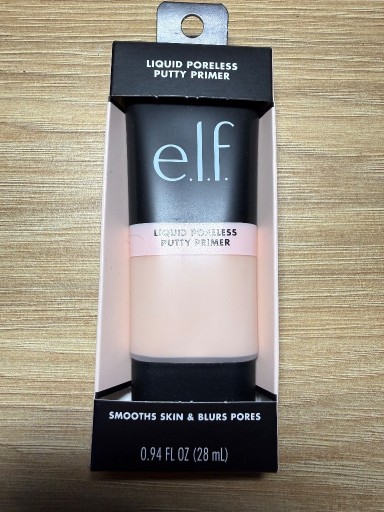 LIQUID PORELESS
PUTTY PRIMER
e.l.f.
LIQUID PORELESS
PUTTY PRIMER
SMOOTHS SKIN & BLURS PORES
0.94 FL OZ (28 mL)